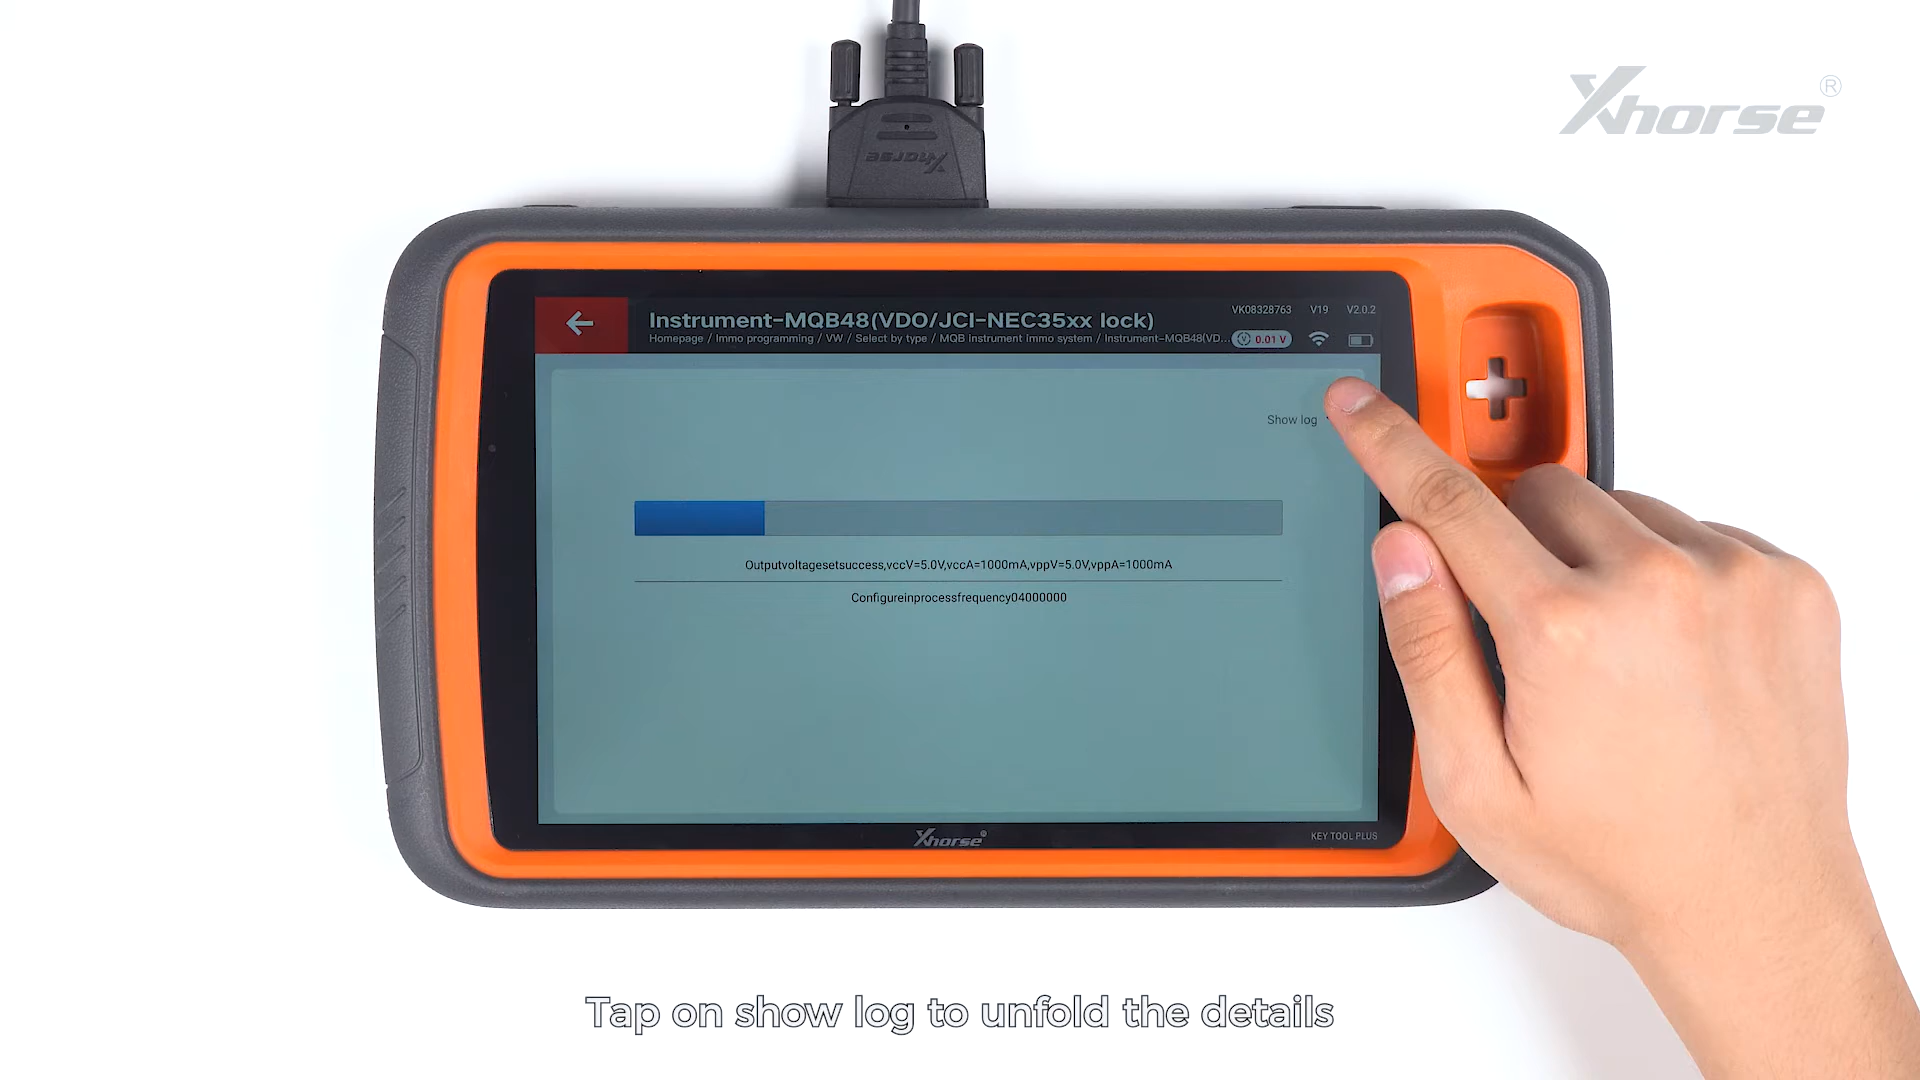 Xhorse®
Xhorse
Instrument-MQB48(VDO/JCI-NEC35xx lock)
VK08328763 V19 V2.0.2
Homepage / Immo programming / VW / Select by type / MQB instrument immo system / Instrument-MQB48(VD...
0.01 V
Show log
Outputvoltagesetsuccess,vccV=5.0V,vccA=1000mA,vppV=5.0V,vppA=1000mA
Configureinprocessfrequency04000000
Xhorse®
KEY TOOL PLUS
Tap on show log to unfold the details